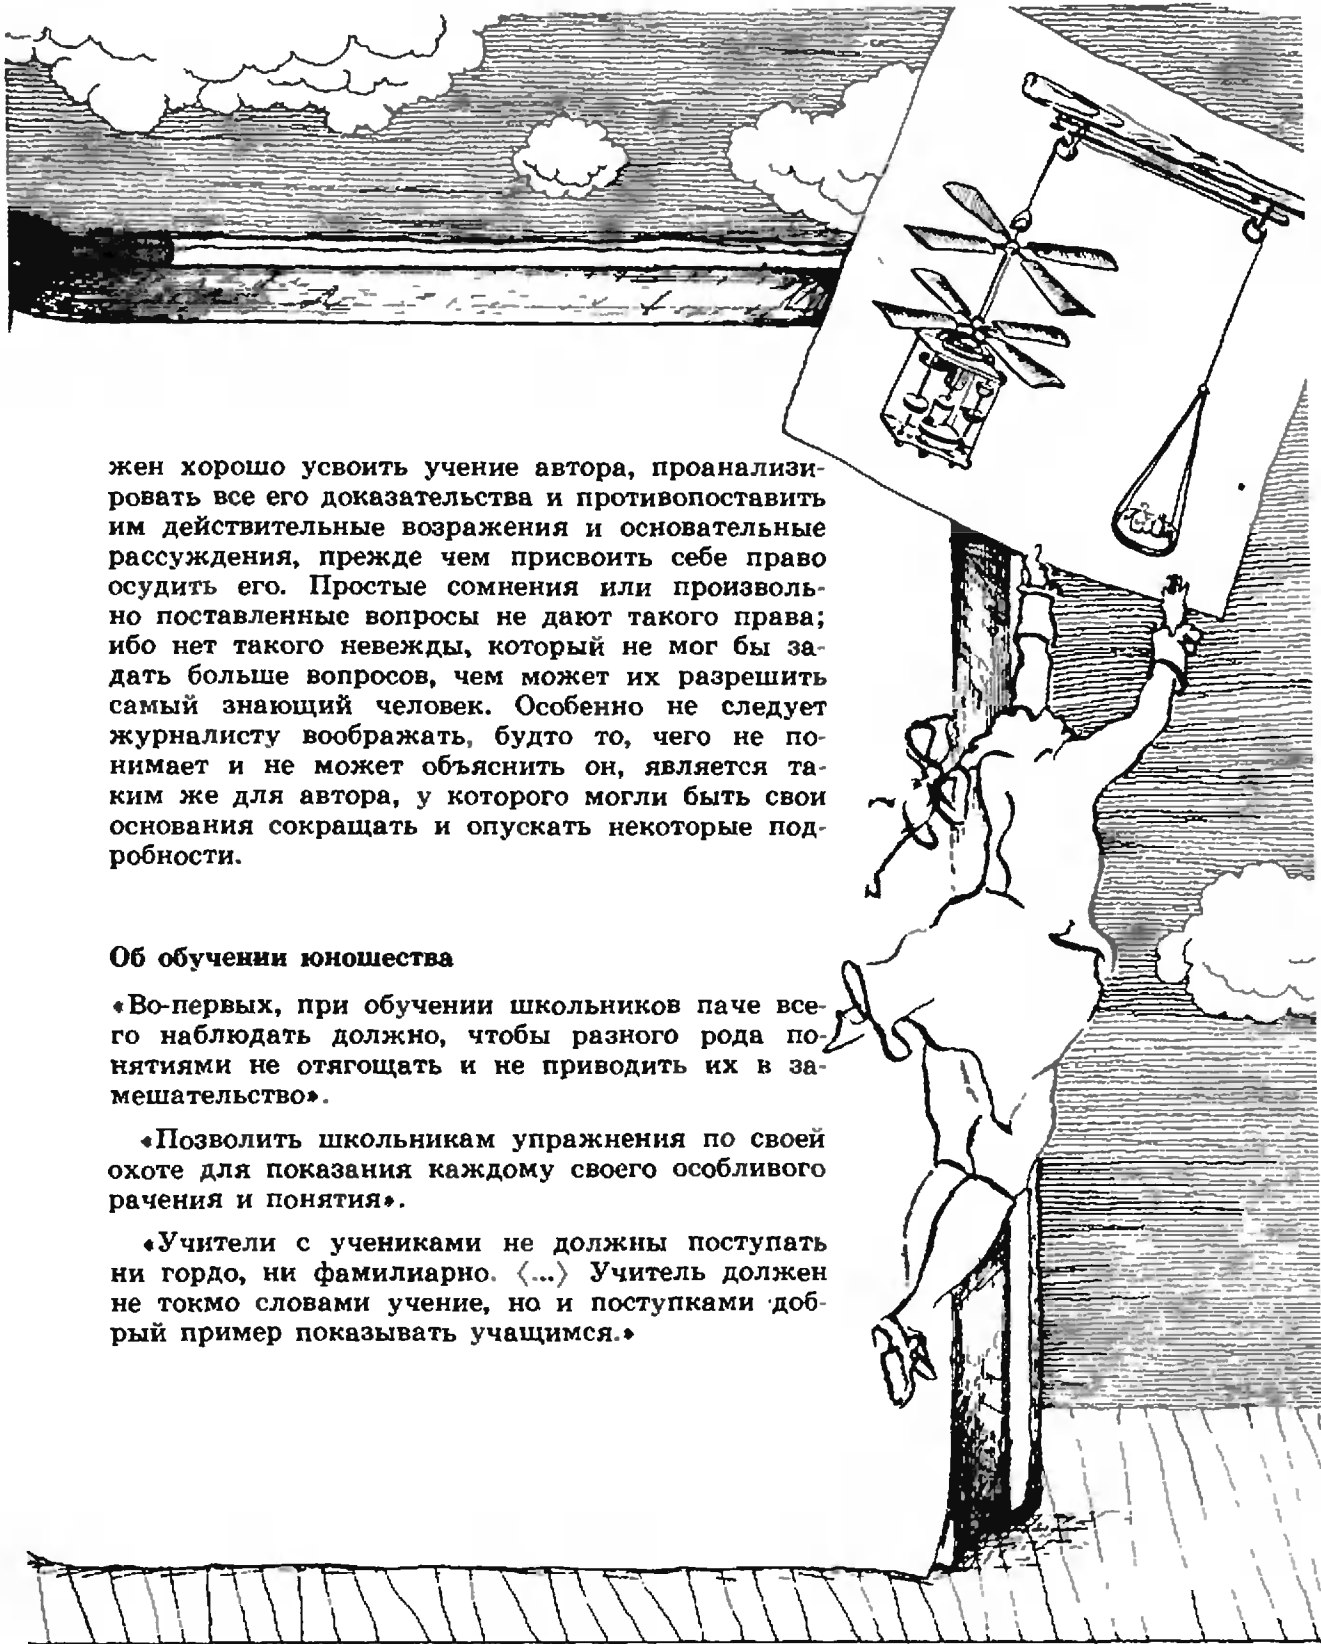 жен хорошо усвоить учение автора, проанализи-
ровать все его доказательства и противопоставить
им действительные возражения и основательные
рассуждения, прежде чем присвоить себе право
осудить его. Простые сомнения или произволь-
но поставленные вопросы не дают такого права;
ибо нет такого невежды, который не мог бы за-
дать больше вопросов, чем может их разрешить
самый знающий человек. Особенно не следует
журналисту воображать, будто то, чего не по-
нимает и не может объяснить он, является та-
ким же для автора, у которого могли быть свои
основания сокращать и опускать некоторые под-
робности.
Об обучении юношества
«Во-первых, при обучении школьников паче все-
го наблюдать должно, чтобы разного рода по-
нятиями не отягощать и не приводить их в за-
мешательство».
«Позволить школьникам упражнения по своей
охоте для показания каждому своего особливого
рачения и понятия».
«Учители с учениками не должны поступать
ни гордо, ни фамилиарно. ⟨...⟩ Учитель должен
не токмо словами учение, но и поступками доб-
рый пример показывать учащимся.»